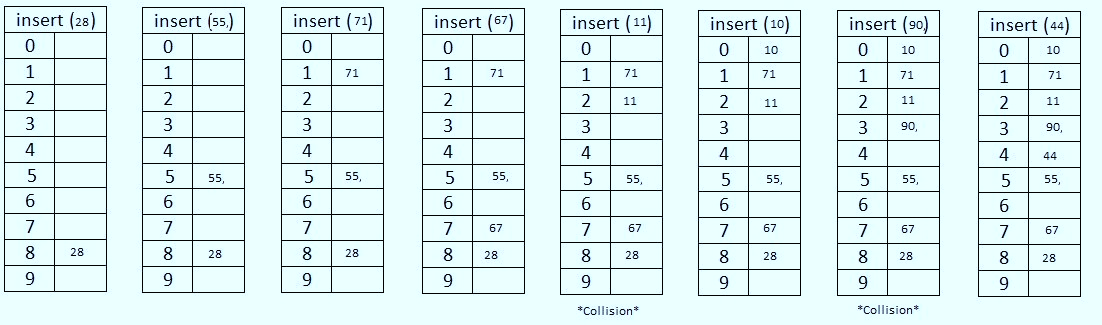 insert (28) insert (55,) insert (71) insert (67) insert (11) insert (10) insert (90,) insert (44)
0 0 0 0 0 0 10 0 10 0 10
1 1 1 71 1 71 1 71 1 71 1 71 1 71
2 2 2 2 2 11 2 11 2 11 2 11
3 3 3 3 3 3 3 90, 3 90,
4 4 4 4 4 4 4 4 44
5 5 55, 5 55, 5 55, 5 55, 5 55, 5 55, 5 55,
6 6 6 6 6 6 6 6
7 7 7 7 67 7 67 7 67 7 67 7 67
8 28 8 28 8 28 8 28 8 28 8 28 8 28 8 28
9 9 9 9 9 9 9 9
*Collision* *Collision*